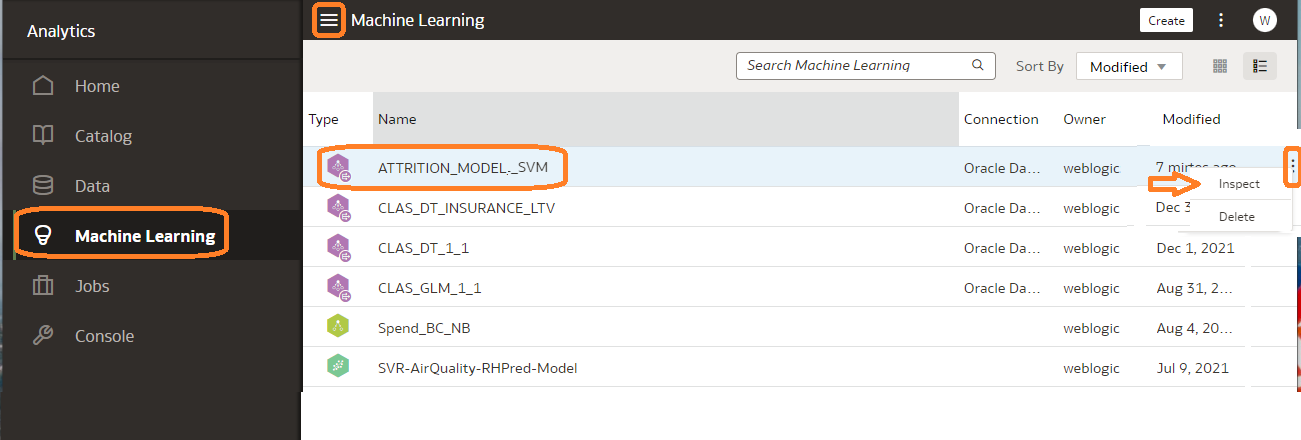 Analytics
Home
Catalog
Data
Machine Learning
Jobs
Console
Machine Learning Create W
Search Machine Learning Sort By Modified
Type Name Connection Owner Modified
ATTRITION_MODEL._SVM Oracle Da... weblogic 7 ago
Inspect
Delete
CLAS_DT_INSURANCE_LTV Oracle Da... weblogic Dec 3
CLAS_DT_1_1 Oracle Da... weblogic Dec 1, 2021
CLAS_GLM_1_1 Oracle Da... weblogic Aug 31, 2...
Spend_BC_NB weblogic Aug 4, 20...
SVR-AirQuality-RHPred-Model weblogic Jul 9, 2021